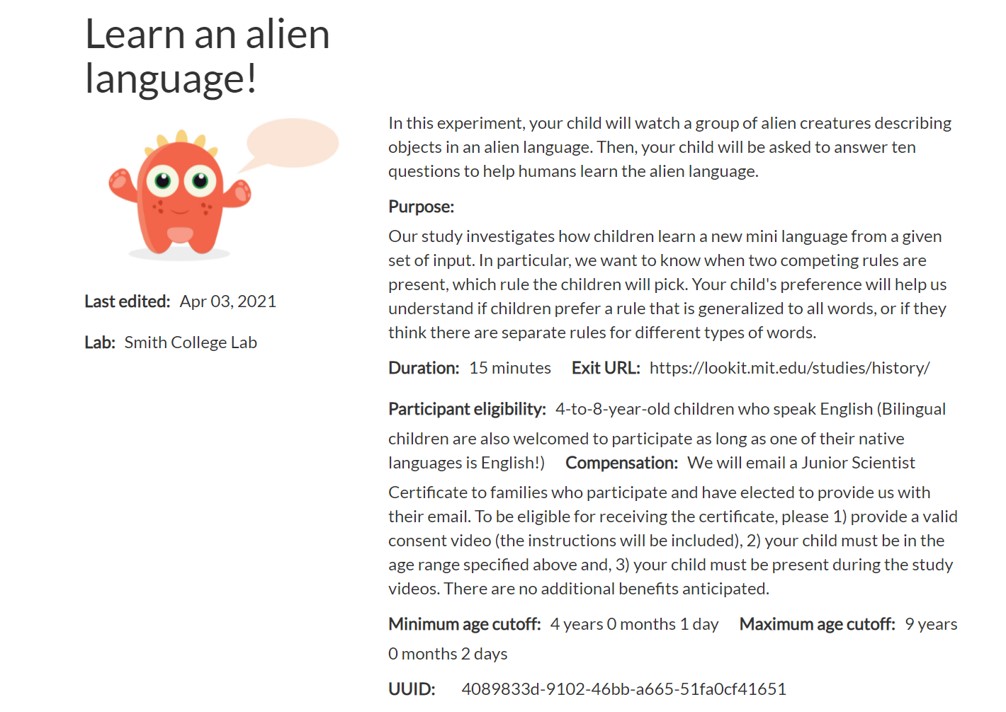 Learn an alien
language!
In this experiment, your child will watch a group of alien creatures describing
objects in an alien language. Then, your child will be asked to answer ten
questions to help humans learn the alien language.
Purpose:
Our study investigates how children learn a new mini language from a given
set of input. In particular, we want to know when two competing rules are
present, which rule the children will pick. Your child's preference will help us
understand if children prefer a rule that is generalized to all words, or if they
think there are separate rules for different types of words.
Last edited: Apr 03, 2021
Lab: Smith College Lab
Duration: 15 minutes Exit URL: https://lookit.mit.edu/studies/history/
Participant eligibility: 4-to-8-year-old children who speak English (Bilingual
children are also welcomed to participate as long as one of their native
languages is English!) Compensation: We will email a Junior Scientist
Certificate to families who participate and have elected to provide us with
their email. To be eligible for receiving the certificate, please 1) provide a valid
consent video (the instructions will be included), 2) your child must be in the
age range specified above and, 3) your child must be present during the study
videos. There are no additional benefits anticipated.
Minimum age cutoff: 4 years 0 months 1 day Maximum age cutoff: 9 years
0 months 2 days
UUID: 4089833d-9102-46bb-a665-51fa0cf41651